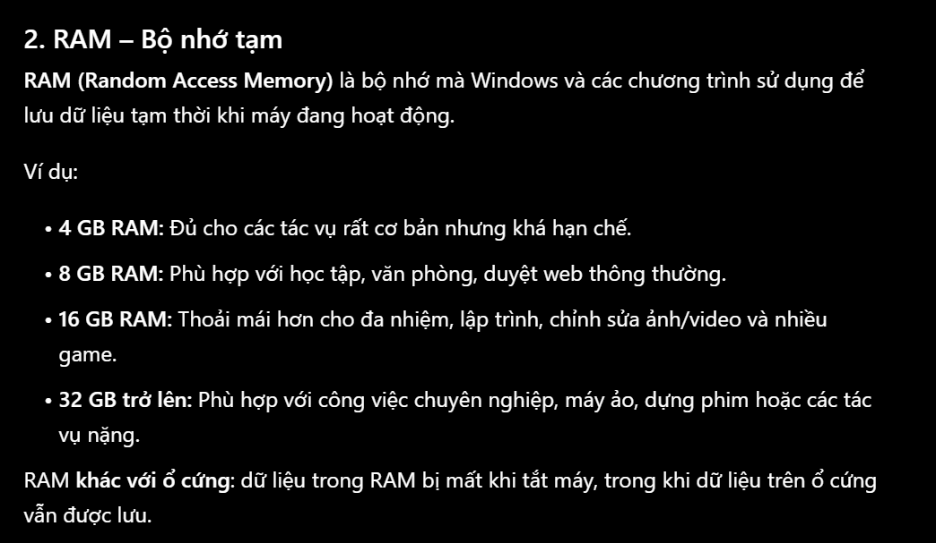 2. RAM – Bộ nhớ tạm
RAM (Random Access Memory) là bộ nhớ mà Windows và các chương trình sử dụng để
lưu dữ liệu tạm thời khi máy đang hoạt động.
Ví dụ:
• 4 GB RAM: Đủ cho các tác vụ rất cơ bản nhưng khá hạn chế.
• 8 GB RAM: Phù hợp với học tập, văn phòng, duyệt web thông thường.
• 16 GB RAM: Thoải mái hơn cho đa nhiệm, lập trình, chỉnh sửa ảnh/video và nhiều
game.
• 32 GB trở lên: Phù hợp với công việc chuyên nghiệp, máy ảo, dựng phim hoặc các tác
vụ nặng.
RAM khác với ổ cứng: dữ liệu trong RAM bị mất khi tắt máy, trong khi dữ liệu trên ổ cứng
vẫn được lưu.